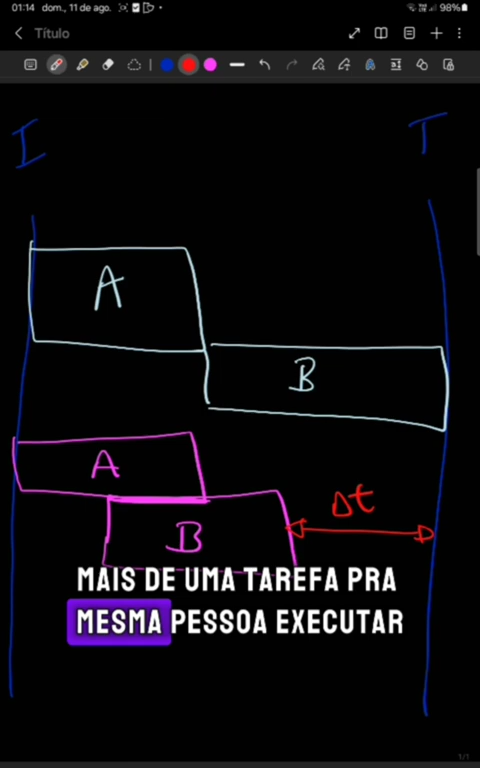 01:14 dom., 11 de ago.
98%
Título
I T
A
B
A
Δt
B
MAIS DE UMA TAREFA PRA
MESMA PESSOA EXECUTAR
1/1